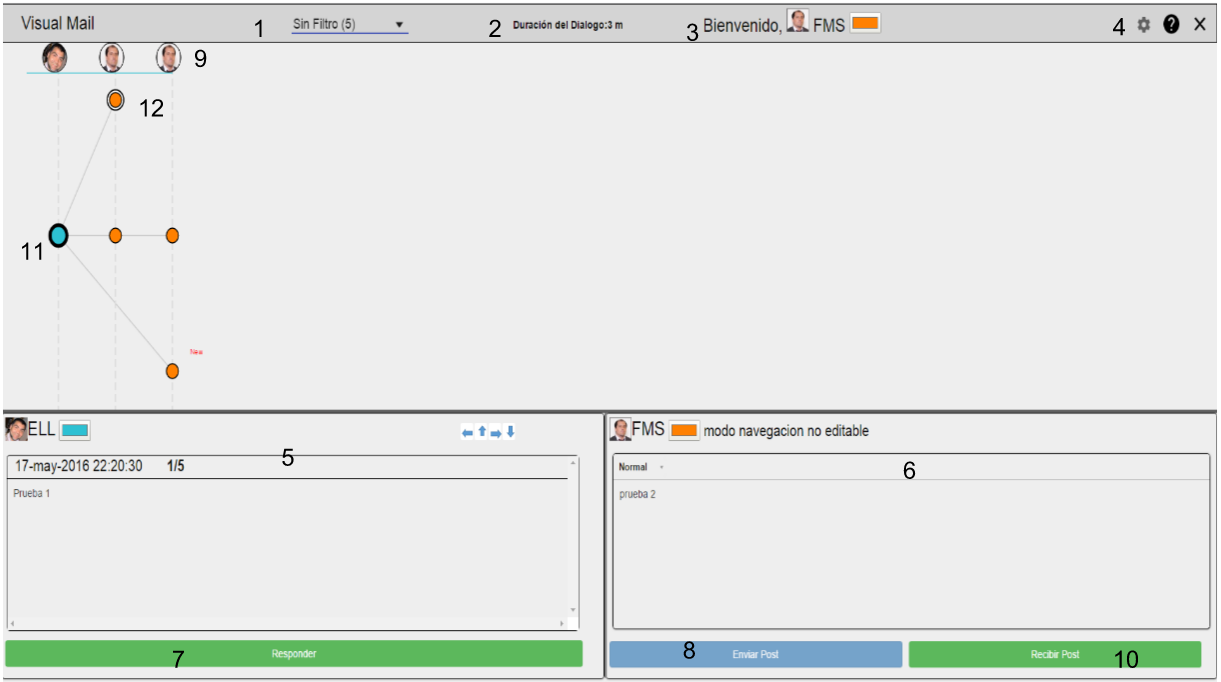 Visual Mail
1
Sin Filtro (5)
2
Duración del Dialogo:3 m
3
Bienvenido,
FMS
4
9
12
11
New
ELL
5
17-may-2016 22:20:30 1/5
Prueba 1
7
Responder
FMS
modo navegacion no editable
6
Normal
prueba 2
8
Enviar Post
Recibir Post
10